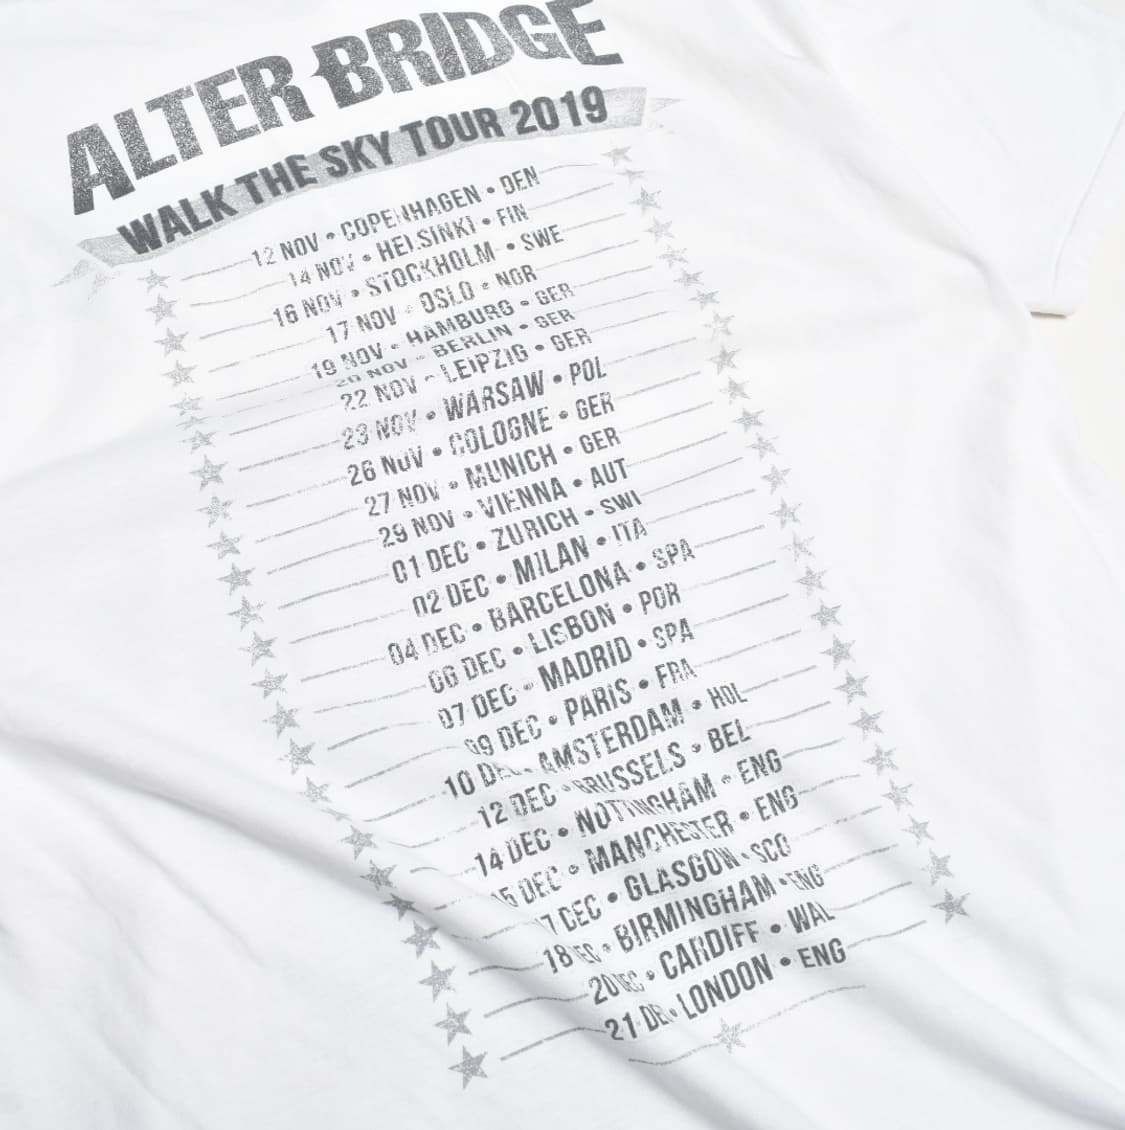 ALTER BRIDGE
WALK THE SKY TOUR 2019
12 NOV • COPENHAGEN • DEN
14 NOV • HELSINKI • FIN
16 NOV • STOCKHOLM • SWE
17 NOV • OSLO • NOR
19 NOV • HAMBURG • GER
20 NOV • BERLIN • GER
22 NOV • LEIPZIG • GER
23 NOV • WARSAW • POL
26 NOV • COLOGNE • GER
27 NOV • MUNICH • GER
29 NOV • VIENNA • AUT
01 DEC • ZURICH • SWI
02 DEC • MILAN • ITA
04 DEC • BARCELONA • SPA
06 DEC • LISBON • POR
07 DEC • MADRID • SPA
09 DEC • PARIS • FRA
10 DEC • AMSTERDAM • HOL
12 DEC • BRUSSELS • BEL
14 DEC • NOTTINGHAM • ENG
15 DEC • MANCHESTER • ENG
17 DEC • GLASGOW • SCO
18 DEC • BIRMINGHAM • ENG
20 DEC • CARDIFF • WAL
21 DEC • LONDON • ENG